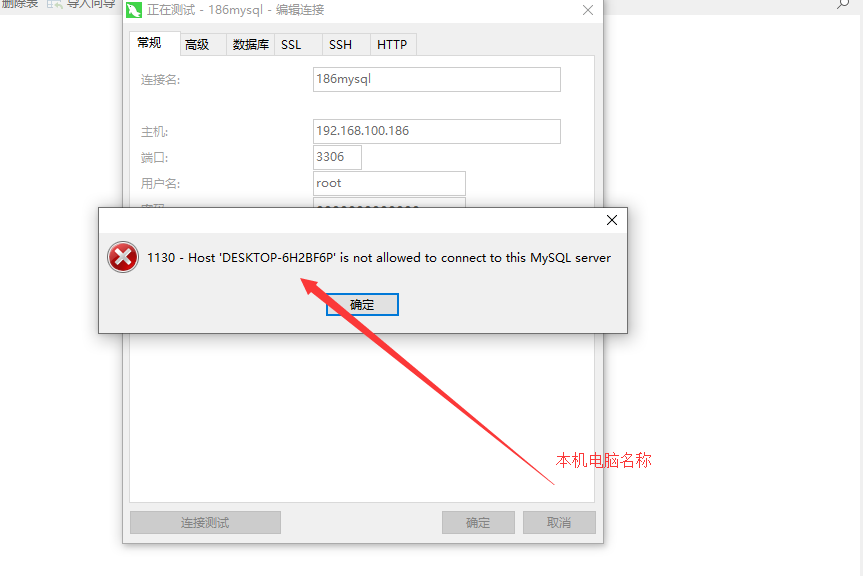 删除表 导入向导
正在测试 - 186mysql - 编辑连接
常规 高级 数据库 SSL SSH HTTP
连接名: 186mysql
主机: 192.168.100.186
端口: 3306
用户名: root
1130 - Host 'DESKTOP-6H2BF6P' is not allowed to connect to this MySQL server
确定
本机电脑名称
连接测试 确定 取消